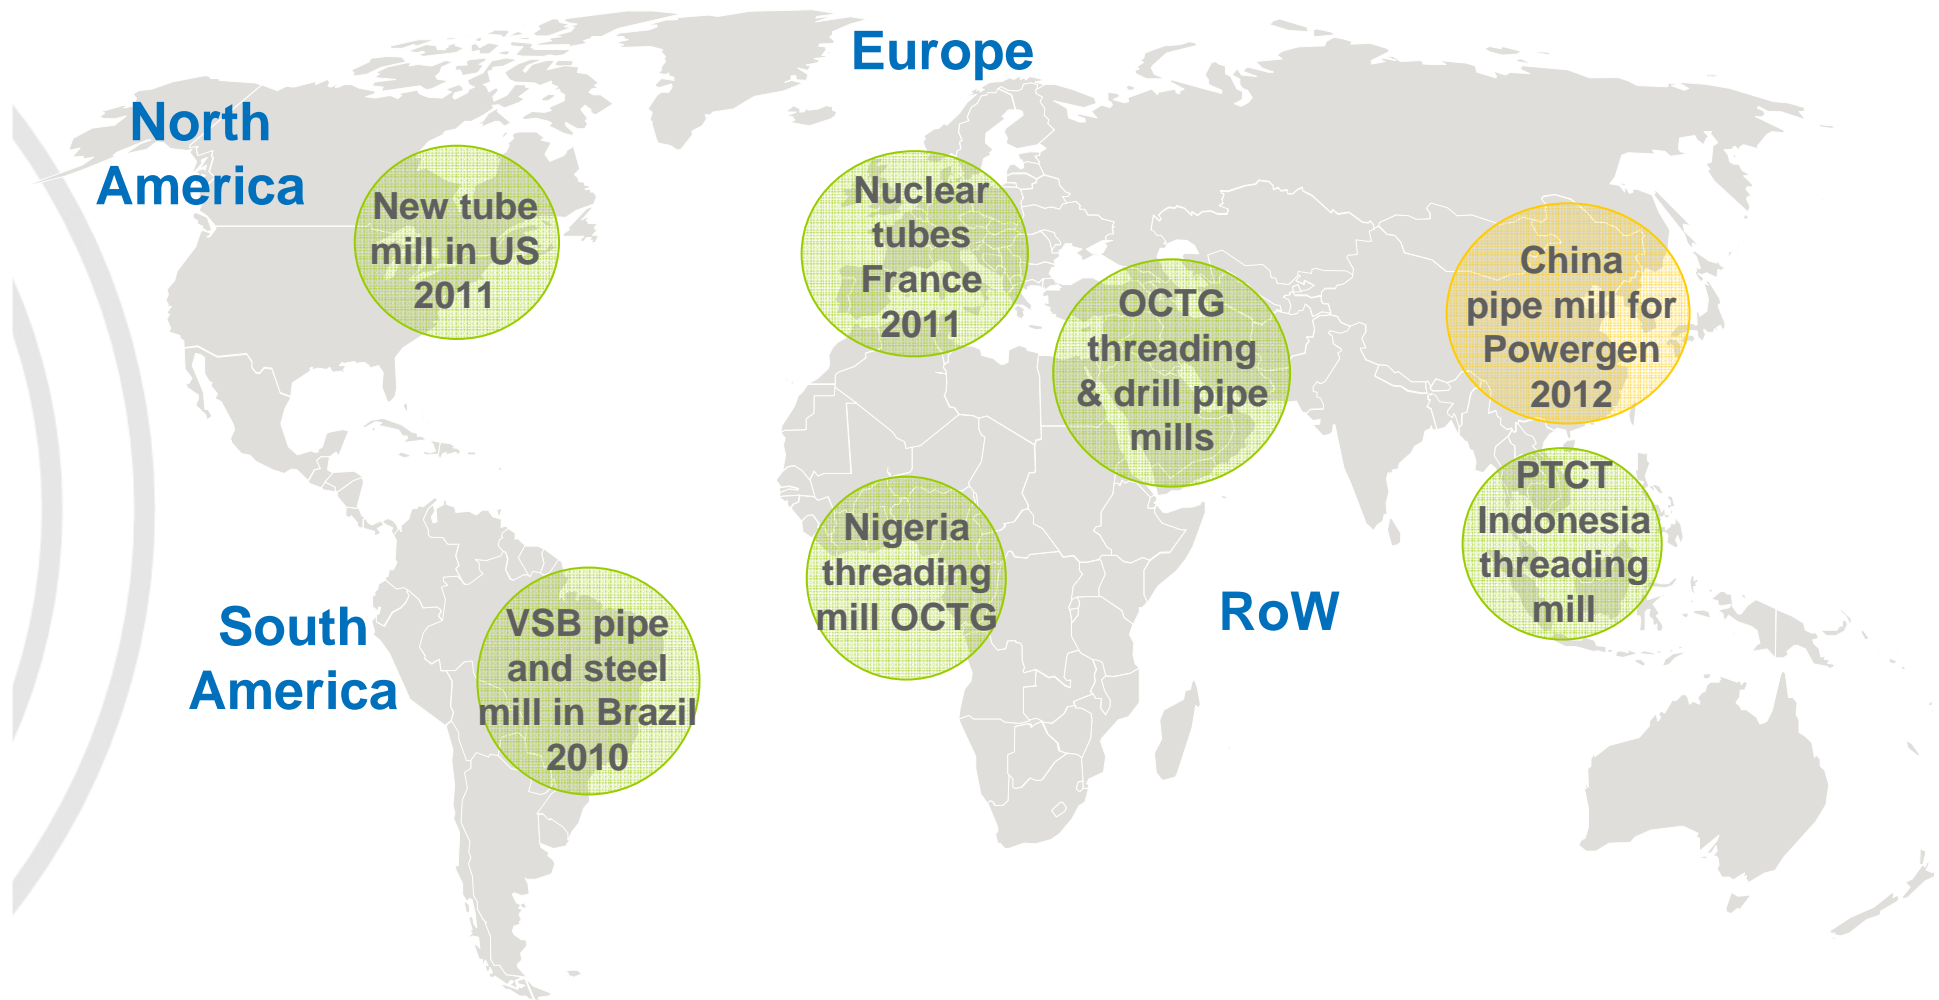 Europe
North
America
New tube
mill in US
2011
Nuclear
tubes
France
2011
OCTG
threading
& drill pipe
mills
China
pipe mill for
Powergen
2012
PTCT
Indonesia
threading
mill
Nigeria
threading
mill OCTG
RoW
South
America
VSB pipe
and steel
mill in Brazil
2010